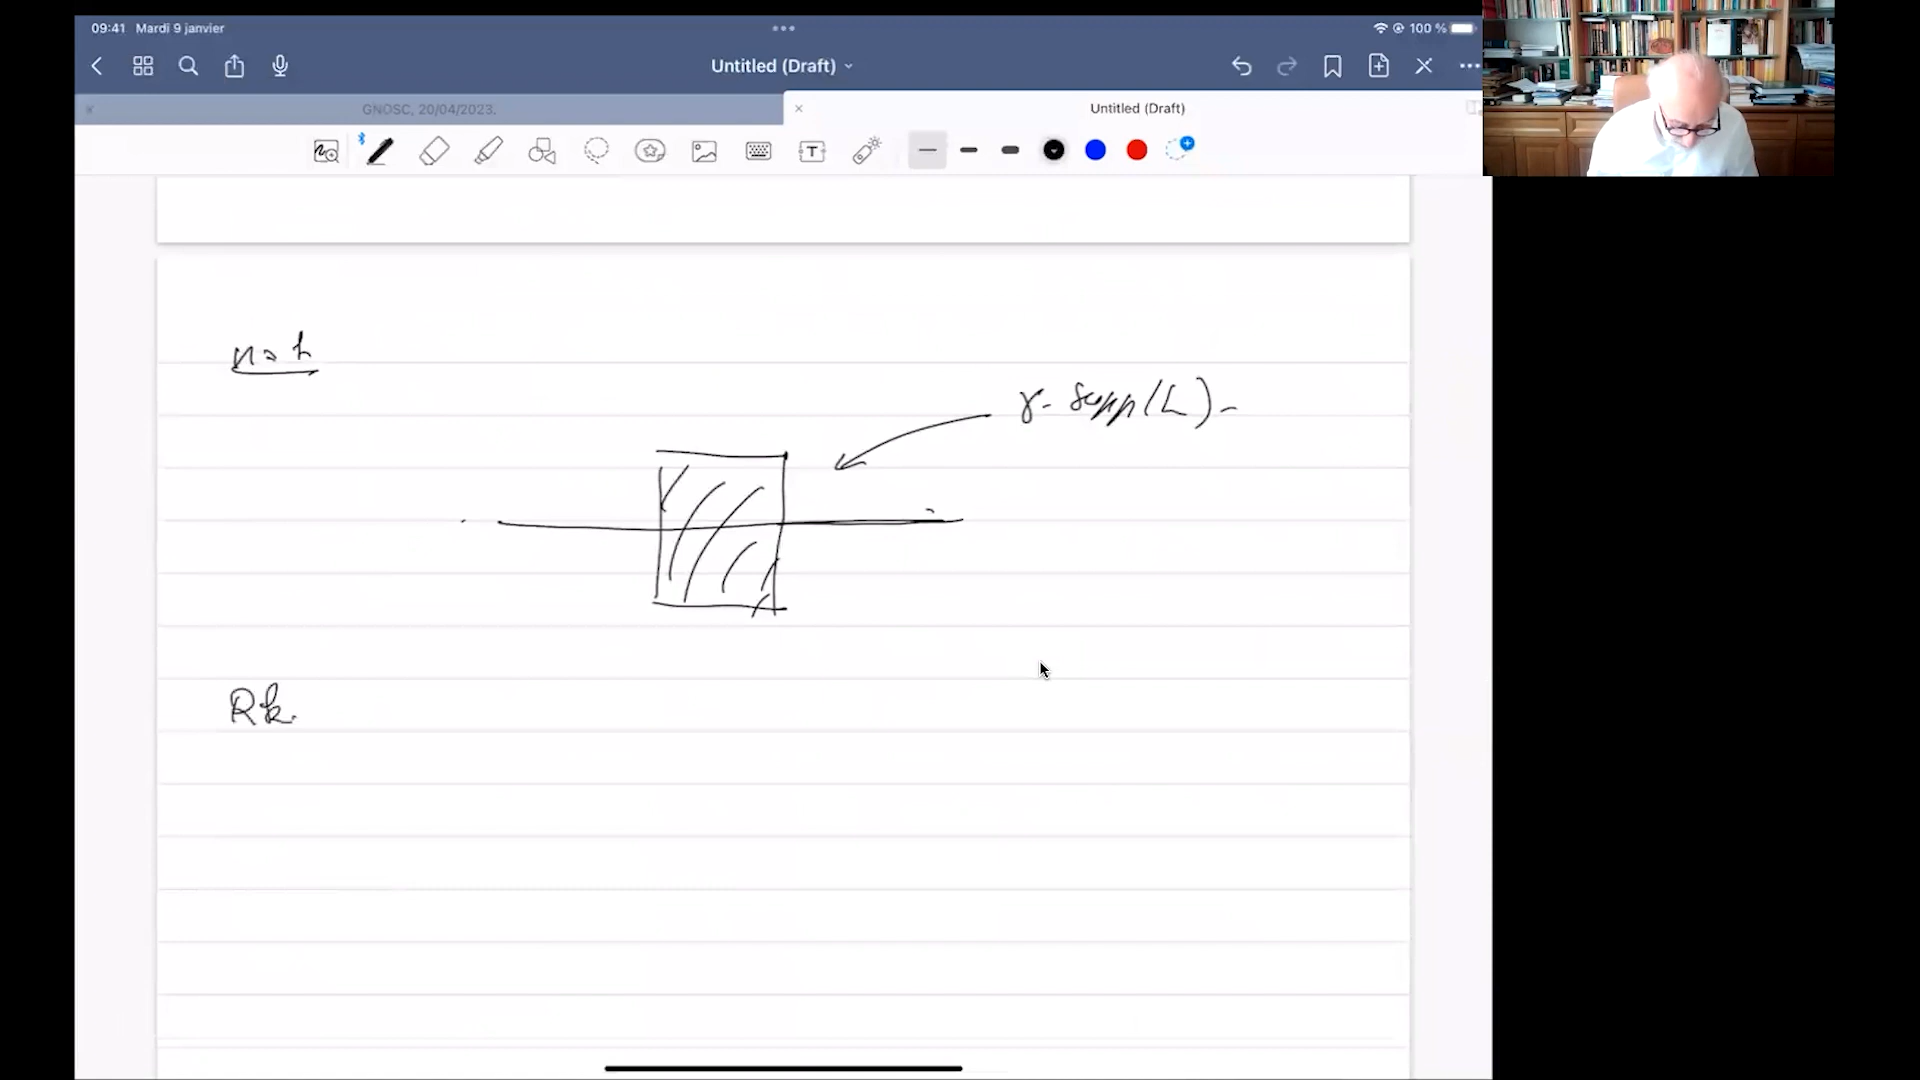 09:41 Mardi 9 janvier
100 %
Untitled (Draft)
GNOSC, 20/04/2023.
Untitled (Draft)
T
n = 1
γ-supp(L) -
Rk.